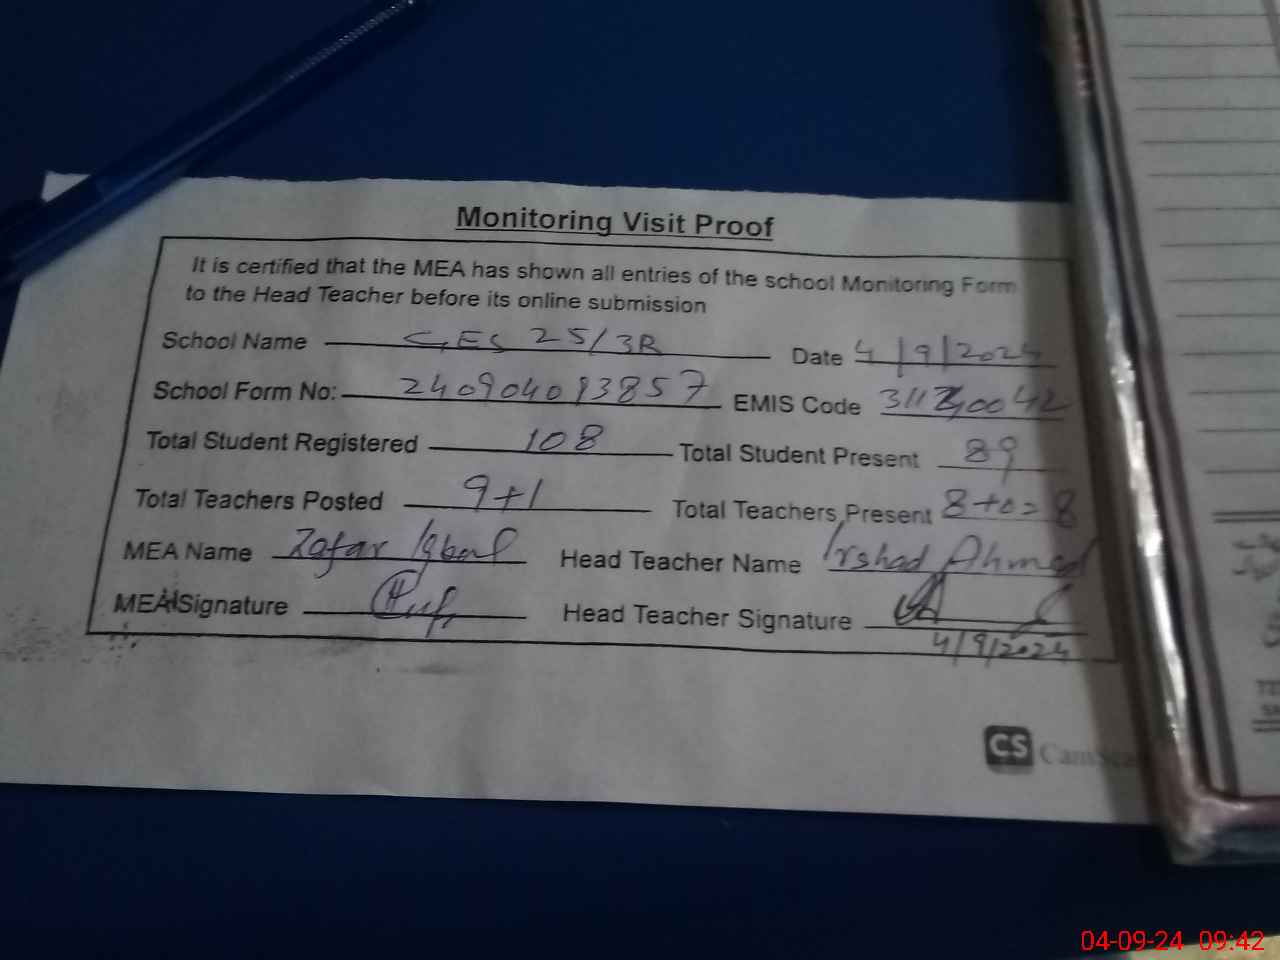 Monitoring Visit Proof
It is certified that the MEA has shown all entries of the school Monitoring Form
to the Head Teacher before its online submission
School Name GES 25/3R Date 4/9/2024
School Form No: 240904093857 EMIS Code
Total Student Registered 108 Total Student Present 89
Total Teachers Posted 9+1 Total Teachers Present 8+0=8
MEA Name Zafar Iqbal Head Teacher Name Irshad Ahmed
MEA Signature Head Teacher Signature
4/9/2024
CS CamSca
04-09-24 09:42